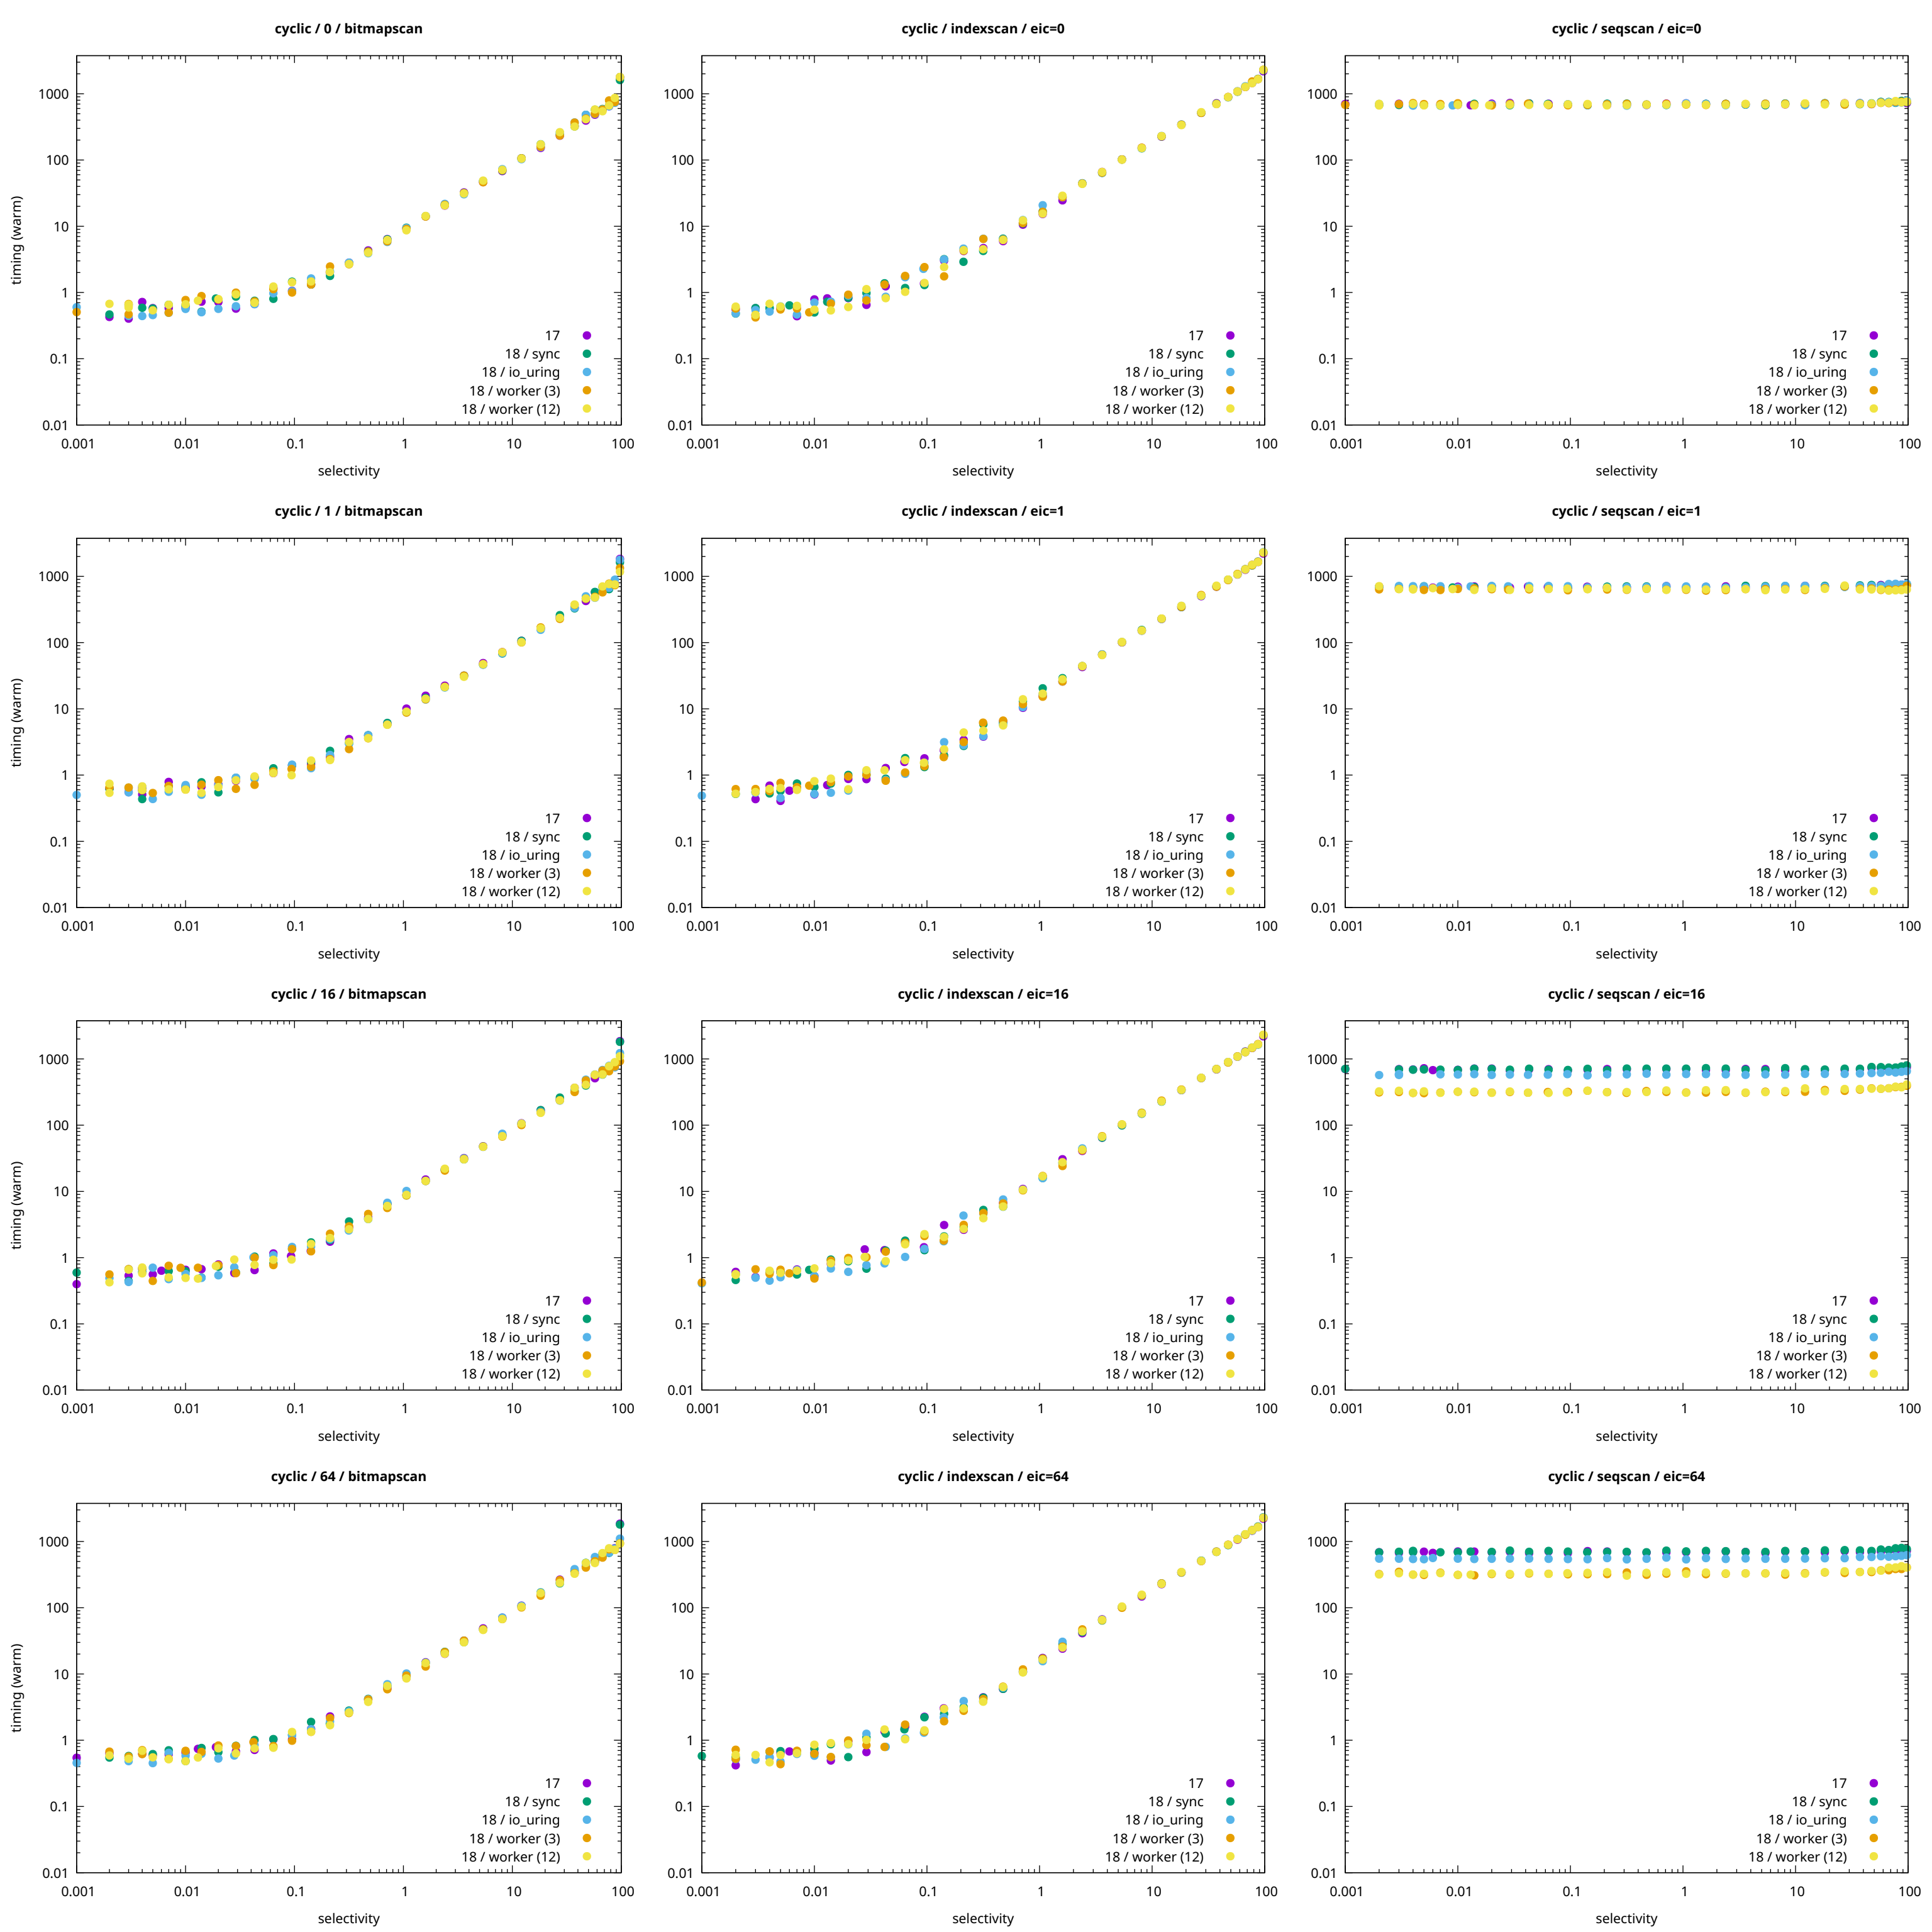 cyclic / 0 / bitmapscan
timing (warm)
1000
100
10
1
0.1
0.01
17
18 / sync
18 / io_uring
18 / worker (3)
18 / worker (12)
0.001 0.01 0.1 1 10 100
selectivity
cyclic / indexscan / eic=0
1000
100
10
1
0.1
0.01
17
18 / sync
18 / io_uring
18 / worker (3)
18 / worker (12)
0.001 0.01 0.1 1 10 100
selectivity
cyclic / seqscan / eic=0
1000
100
10
1
0.1
0.01
17
18 / sync
18 / io_uring
18 / worker (3)
18 / worker (12)
0.001 0.01 0.1 1 10 100
selectivity
cyclic / 1 / bitmapscan
timing (warm)
1000
100
10
1
0.1
0.01
17
18 / sync
18 / io_uring
18 / worker (3)
18 / worker (12)
0.001 0.01 0.1 1 10 100
selectivity
cyclic / indexscan / eic=1
1000
100
10
1
0.1
0.01
17
18 / sync
18 / io_uring
18 / worker (3)
18 / worker (12)
0.001 0.01 0.1 1 10 100
selectivity
cyclic / seqscan / eic=1
1000
100
10
1
0.1
0.01
17
18 / sync
18 / io_uring
18 / worker (3)
18 / worker (12)
0.001 0.01 0.1 1 10 100
selectivity
cyclic / 16 / bitmapscan
timing (warm)
1000
100
10
1
0.1
0.01
17
18 / sync
18 / io_uring
18 / worker (3)
18 / worker (12)
0.001 0.01 0.1 1 10 100
selectivity
cyclic / indexscan / eic=16
1000
100
10
1
0.1
0.01
17
18 / sync
18 / io_uring
18 / worker (3)
18 / worker (12)
0.001 0.01 0.1 1 10 100
selectivity
cyclic / seqscan / eic=16
1000
100
10
1
0.1
0.01
17
18 / sync
18 / io_uring
18 / worker (3)
18 / worker (12)
0.001 0.01 0.1 1 10 100
selectivity
cyclic / 64 / bitmapscan
timing (warm)
1000
100
10
1
0.1
0.01
17
18 / sync
18 / io_uring
18 / worker (3)
18 / worker (12)
0.001 0.01 0.1 1 10 100
selectivity
cyclic / indexscan / eic=64
1000
100
10
1
0.1
0.01
17
18 / sync
18 / io_uring
18 / worker (3)
18 / worker (12)
0.001 0.01 0.1 1 10 100
selectivity
cyclic / seqscan / eic=64
1000
100
10
1
0.1
0.01
17
18 / sync
18 / io_uring
18 / worker (3)
18 / worker (12)
0.001 0.01 0.1 1 10 100
selectivity